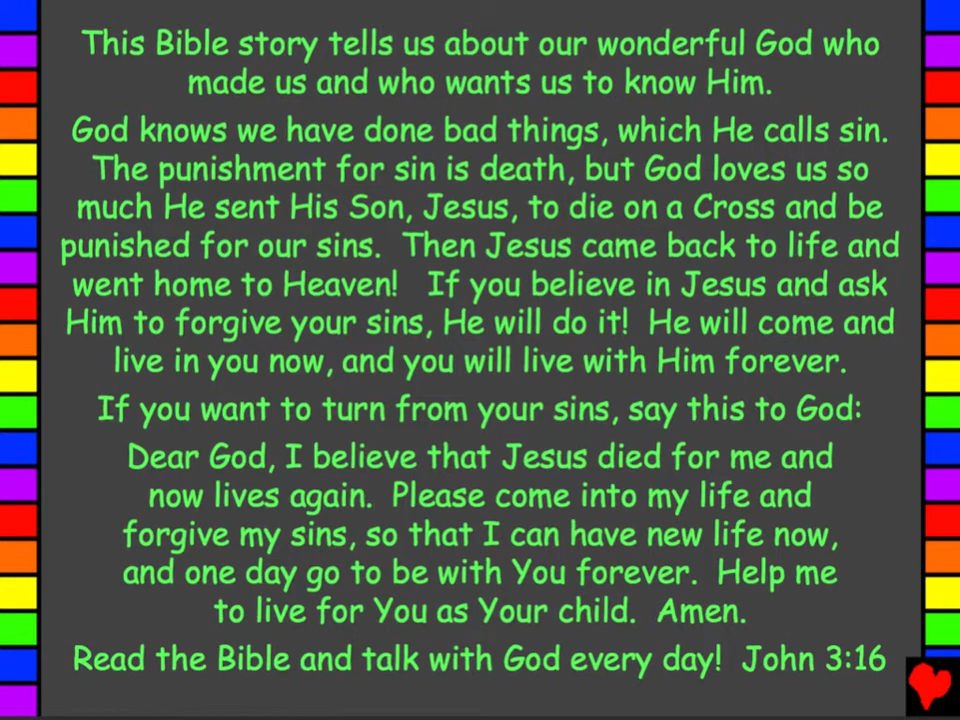 This Bible story tells us about our wonderful God who
made us and who wants us to know Him.
God knows we have done bad things, which He calls sin.
The punishment for sin is death, but God loves us so
much He sent His Son, Jesus, to die on a Cross and be
punished for our sins.  Then Jesus came back to life and
went home to Heaven!  If you believe in Jesus and ask
Him to forgive your sins, He will do it!  He will come and
live in you now, and you will live with Him forever.
If you want to turn from your sins, say this to God:
Dear God, I believe that Jesus died for me and
now lives again.  Please come into my life and
forgive my sins, so that I can have new life now,
and one day go to be with You forever.  Help me
to live for You as Your child.  Amen.
Read the Bible and talk with God every day!  John 3:16